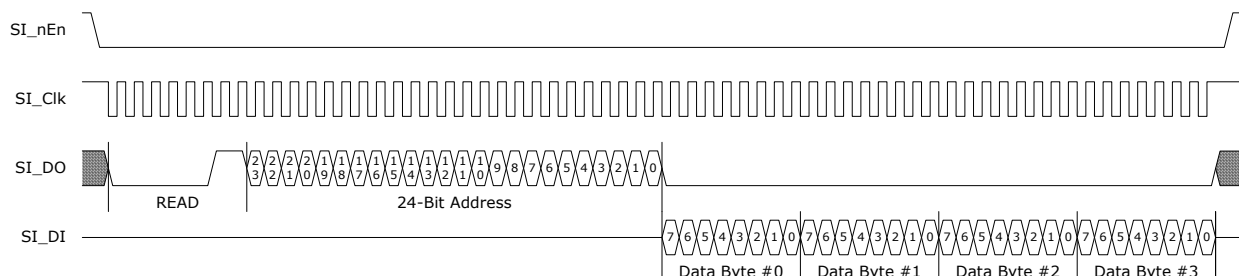 SI_nEn
SI_Clk
SI_DO
23 22 21 20 19 18 17 16 15 14 13 12 11 10 9 8 7 6 5 4 3 2 1 0
READ
24-Bit Address
SI_DI
7 6 5 4 3 2 1 0 7 6 5 4 3 2 1 0 7 6 5 4 3 2 1 0 7 6 5 4 3 2 1 0
Data Byte #0
Data Byte #1
Data Byte #2
Data Byte #3